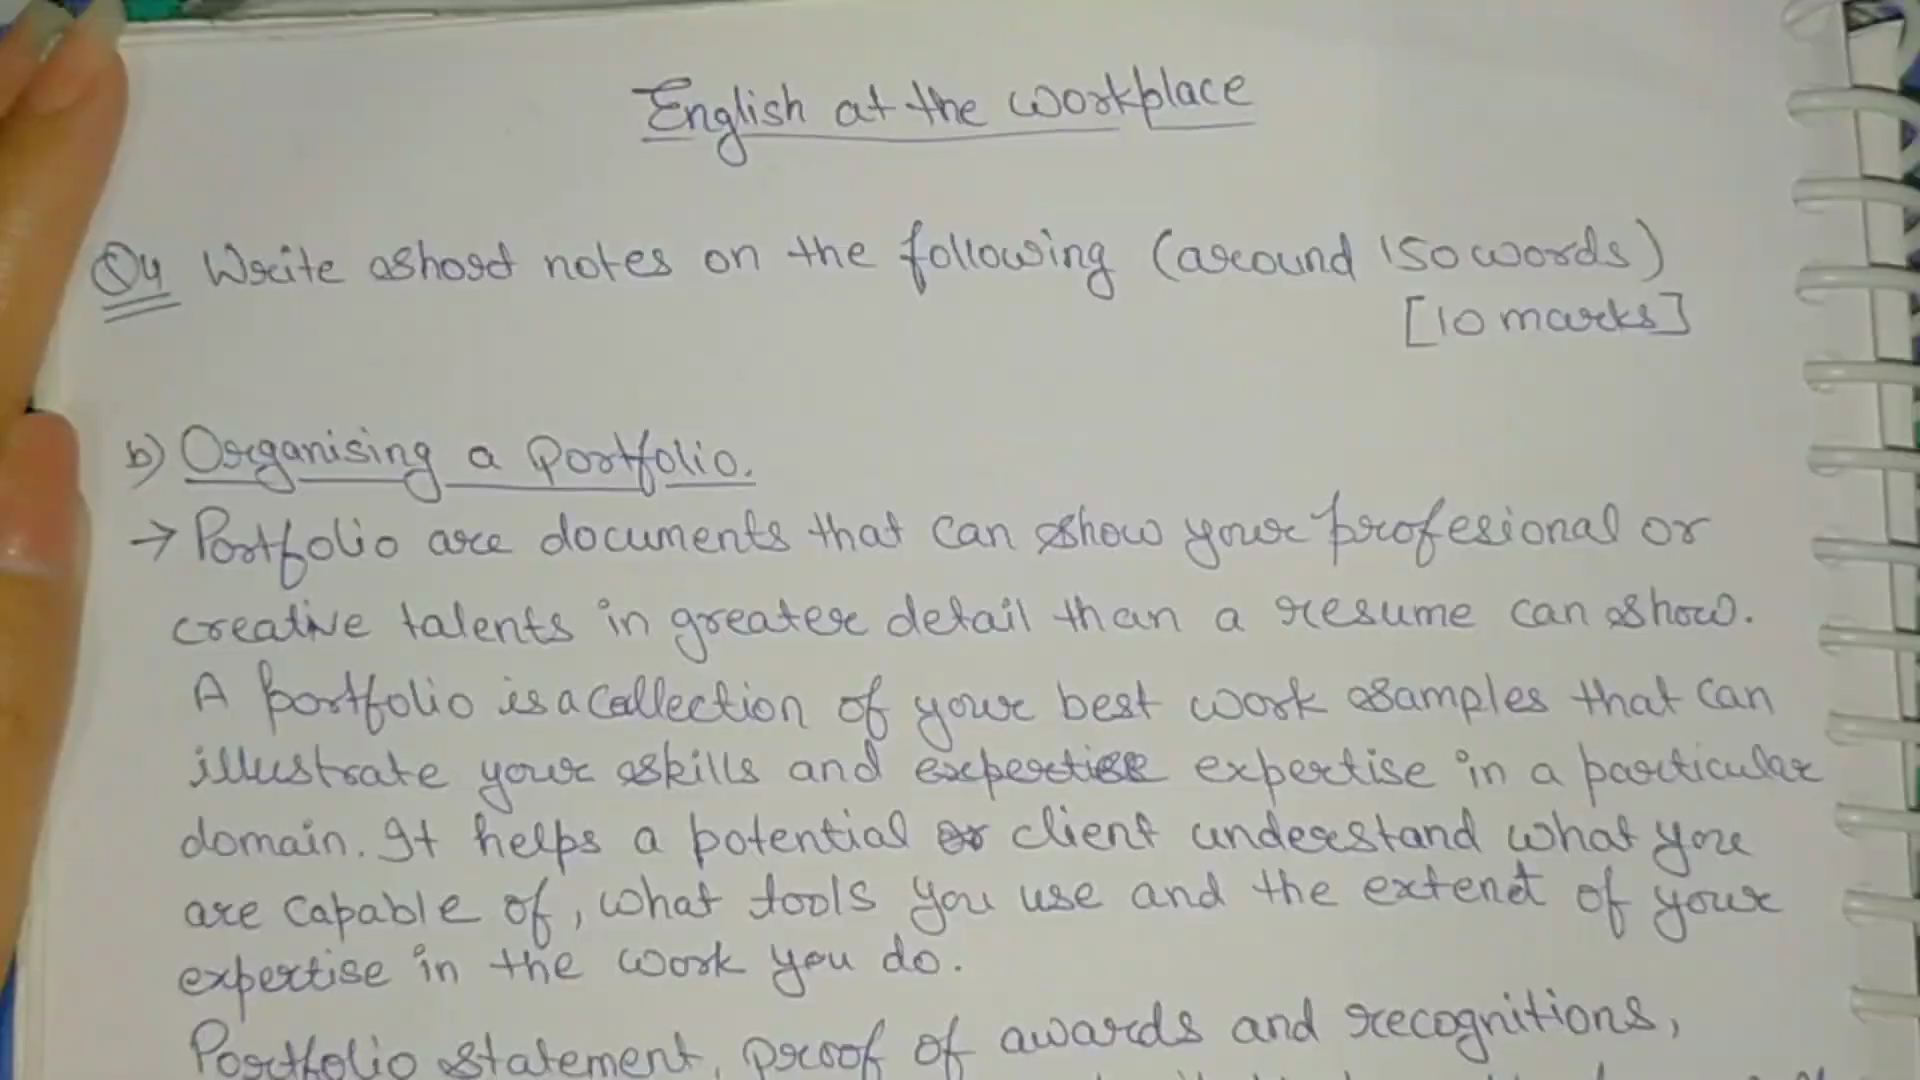 English at the workplace
Q4 Write a short notes on the following (around 150 words)
[10 marks]
b) Organising a Portfolio.
→ Portfolio are documents that can show your profesional or
creative talents in greater detail than a resume can show.
A portfolio is a collection of your best work samples that can
illustrate your skills and expertise in a particular
domain. It helps a potential client understand what you
are capable of, what tools you use and the extent of your
expertise in the work you do.
Portfolio statement, proof of awards and recognitions,